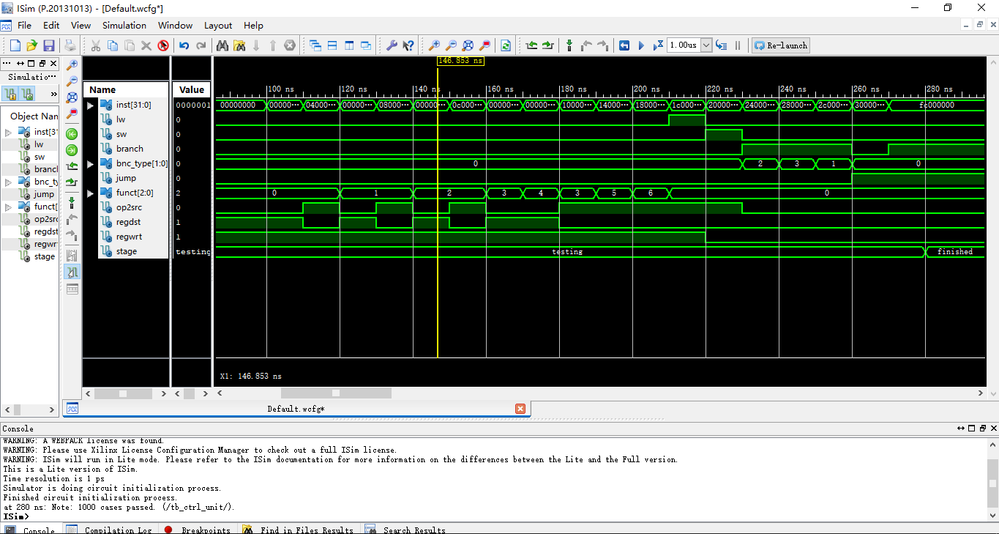 ISim (P.20131013) - [Default.wcfg*]
File Edit View Simulation Window Layout Help
1.00us Re-launch
146.853 ns
Simulatio···
»
Object Nan
inst[31
lw
sw
branch
bnc_ty
jump
funct[
op2src
regdst
regwr
stage
Name Value
100 ns 120 ns 140 ns 160 ns 180 ns 200 ns 220 ns 240 ns 260 ns 280 ns
inst[31:0] 0000001 00000000 00000··· 04000··· 00000··· 08000··· 00000··· 0c000··· 00000··· 00000··· 10000··· 14000··· 18000··· 1c000··· 20000··· 24000··· 28000··· 2c000··· 30000··· fc000000
lw 0
sw 0
branch 0
bnc_type[1:0] 0 0 2 3 1 0
jump 0
funct[2:0] 2 0 1 2 3 4 3 5 6 0
op2src 0
regdst 1
regwrt 1
stage testing testing finished
X1: 146.853 ns
Default.wcfg*
Console
WARNING: A WEBPACK license was found.
WARNING: Please use Xilinx License Configuration Manager to check out a full ISim license.
WARNING: ISim will run in Lite mode. Please refer to the ISim documentation for more information on the differences between the Lite and the Full version.
This is a Lite version of ISim.
Time resolution is 1 ps
Simulator is doing circuit initialization process.
Finished circuit initialization process.
at 280 ns: Note: 1000 cases passed. (/tb_ctrl_unit/).
ISim>
Console Compilation Log Breakpoints Find in Files Results Search Results